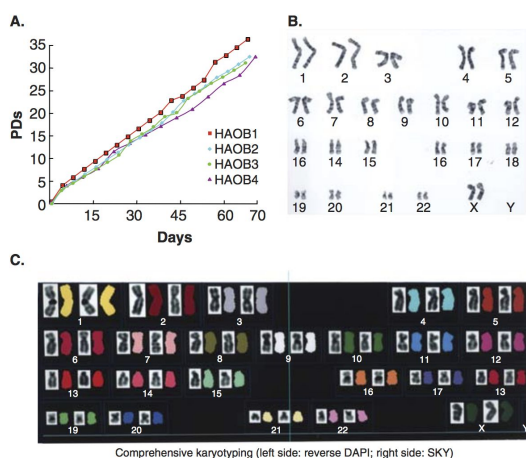 A.
35
30
25
20
15
10
5
0
PDs
HAOB1
HAOB2
HAOB3
HAOB4
15 30 45 60 70
Days
B.
1 2 3 4 5
6 7 8 9 10 11 12
16 14 15 16 17 18
19 20 21 22 X Y
C.
1 2 3 4 5
6 7 8 9 10 11 12
13 14 15 16 17 13
19 20 21 22 X Y
Comprehensive karyotyping (left side: reverse DAPI; right side: SKY)